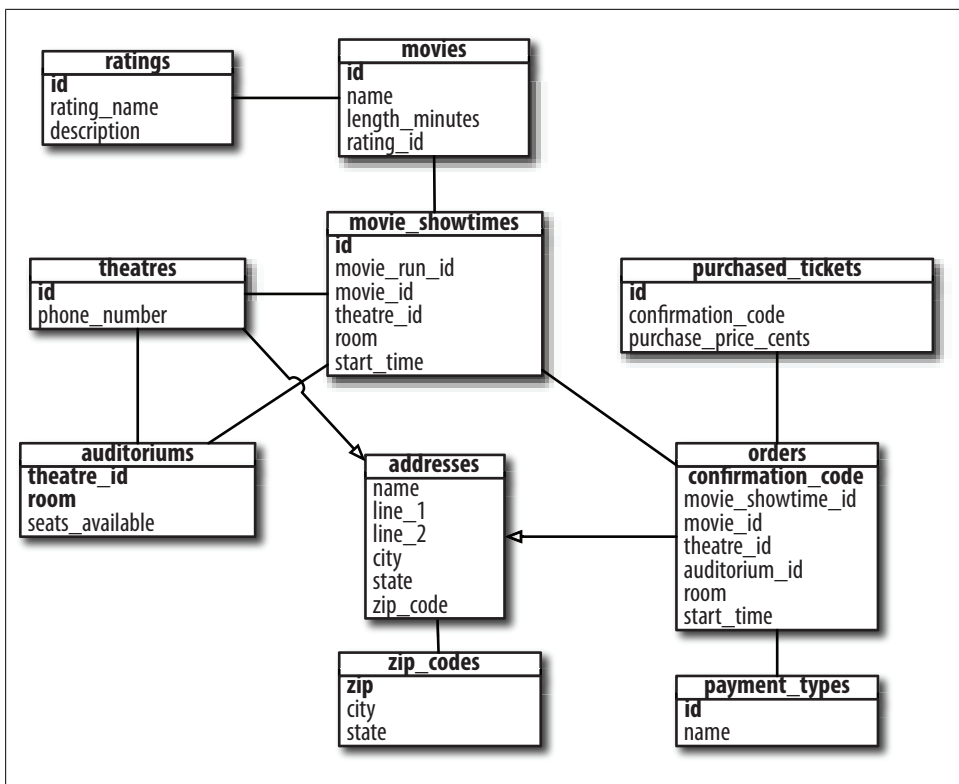 ratings
id
rating_name
description
movies
id
name
length_minutes
rating_id
movie_showtimes
id
movie_run_id
movie_id
theatre_id
room
start_time
theatres
id
phone_number
purchased_tickets
id
confirmation_code
purchase_price_cents
auditoriums
theatre_id
room
seats_available
addresses
name
line_1
line_2
city
state
zip_code
orders
confirmation_code
movie_showtime_id
movie_id
theatre_id
auditorium_id
room
start_time
zip_codes
zip
city
state
payment_types
id
name